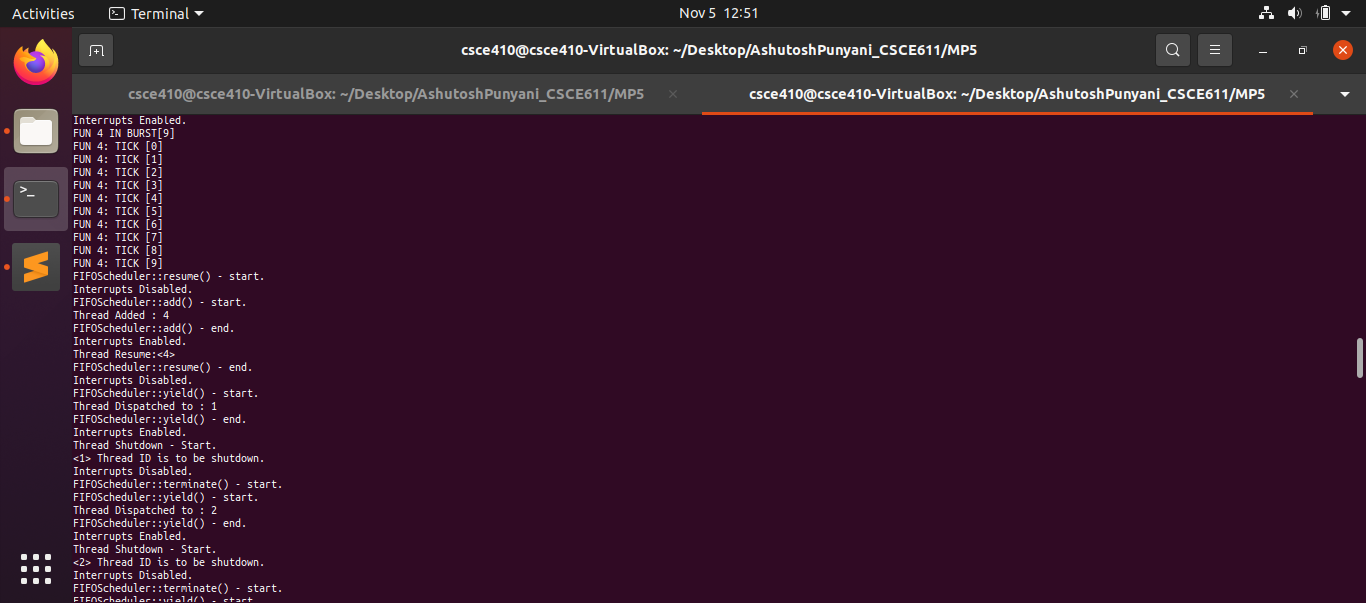 Activities
Terminal
Nov 5 12:51
csce410@csce410-VirtualBox: ~/Desktop/AshutoshPunyani_CSCE611/MP5
csce410@csce410-VirtualBox: ~/Desktop/AshutoshPunyani_CSCE611/MP5
csce410@csce410-VirtualBox: ~/Desktop/AshutoshPunyani_CSCE611/MP5
Interrupts Enabled.
FUN 4 IN BURST[9]
FUN 4: TICK [0]
FUN 4: TICK [1]
FUN 4: TICK [2]
FUN 4: TICK [3]
FUN 4: TICK [4]
FUN 4: TICK [5]
FUN 4: TICK [6]
FUN 4: TICK [7]
FUN 4: TICK [8]
FUN 4: TICK [9]
FIFOScheduler::resume() - start.
Interrupts Disabled.
FIFOScheduler::add() - start.
Thread Added : 4
FIFOScheduler::add() - end.
Interrupts Enabled.
Thread Resume:<4>
FIFOScheduler::resume() - end.
Interrupts Disabled.
FIFOScheduler::yield() - start.
Thread Dispatched to : 1
FIFOScheduler::yield() - end.
Interrupts Enabled.
Thread Shutdown - Start.
<1> Thread ID is to be shutdown.
Interrupts Disabled.
FIFOScheduler::terminate() - start.
FIFOScheduler::yield() - start.
Thread Dispatched to : 2
FIFOScheduler::yield() - end.
Interrupts Enabled.
Thread Shutdown - Start.
<2> Thread ID is to be shutdown.
Interrupts Disabled.
FIFOScheduler::terminate() - start.
FIFOScheduler::yield() - start.